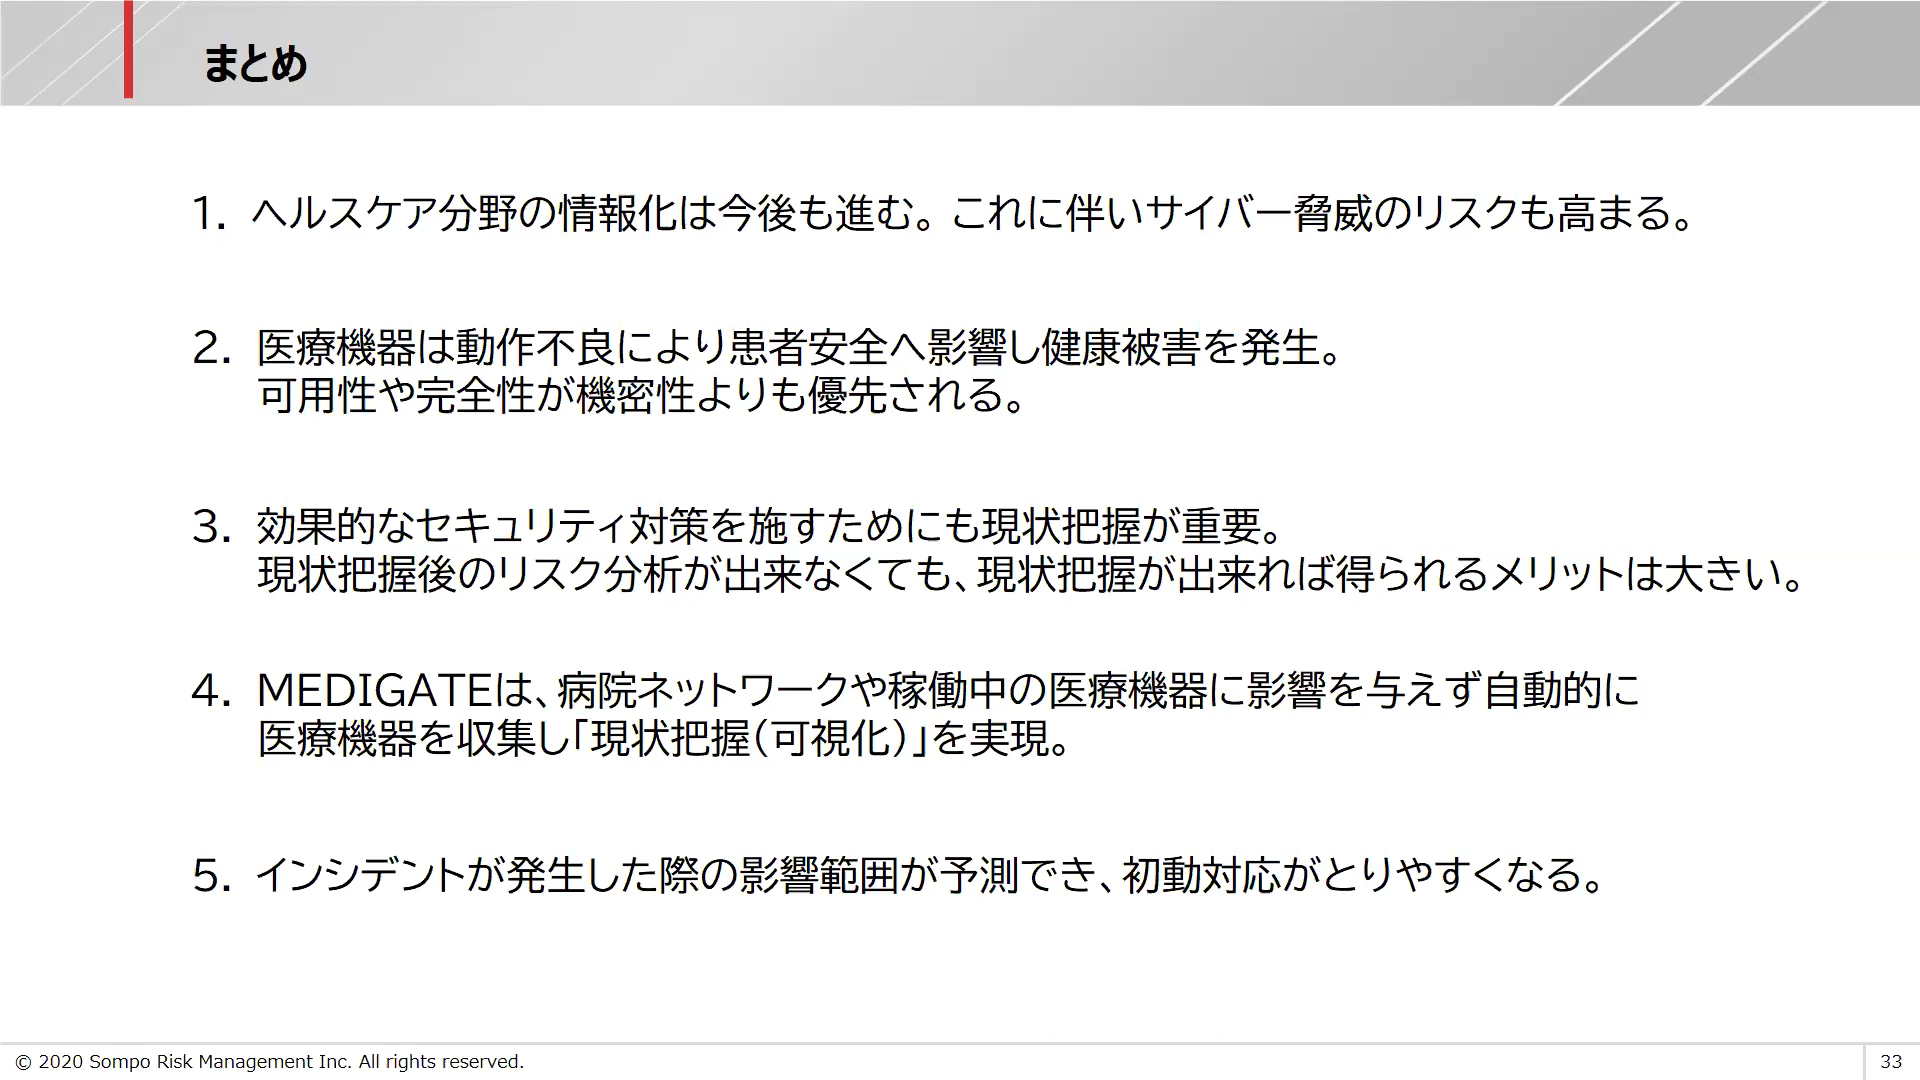 まとめ
1. ヘルスケア分野の情報化は今後も進む。これに伴いサイバー脅威のリスクも高まる。
2. 医療機器は動作不良により患者安全へ影響し健康被害を発生。
可用性や完全性が機密性よりも優先される。
3. 効果的なセキュリティ対策を施すためにも現状把握が重要。
現状把握後のリスク分析が出来なくても、現状把握が出来れば得られるメリットは大きい。
4. MEDIGATEは、病院ネットワークや稼働中の医療機器に影響を与えず自動的に
医療機器を収集し「現状把握(可視化)」を実現。
5. インシデントが発生した際の影響範囲が予測でき、初動対応がとりやすくなる。
© 2020 Sompo Risk Management Inc. All rights reserved.
33